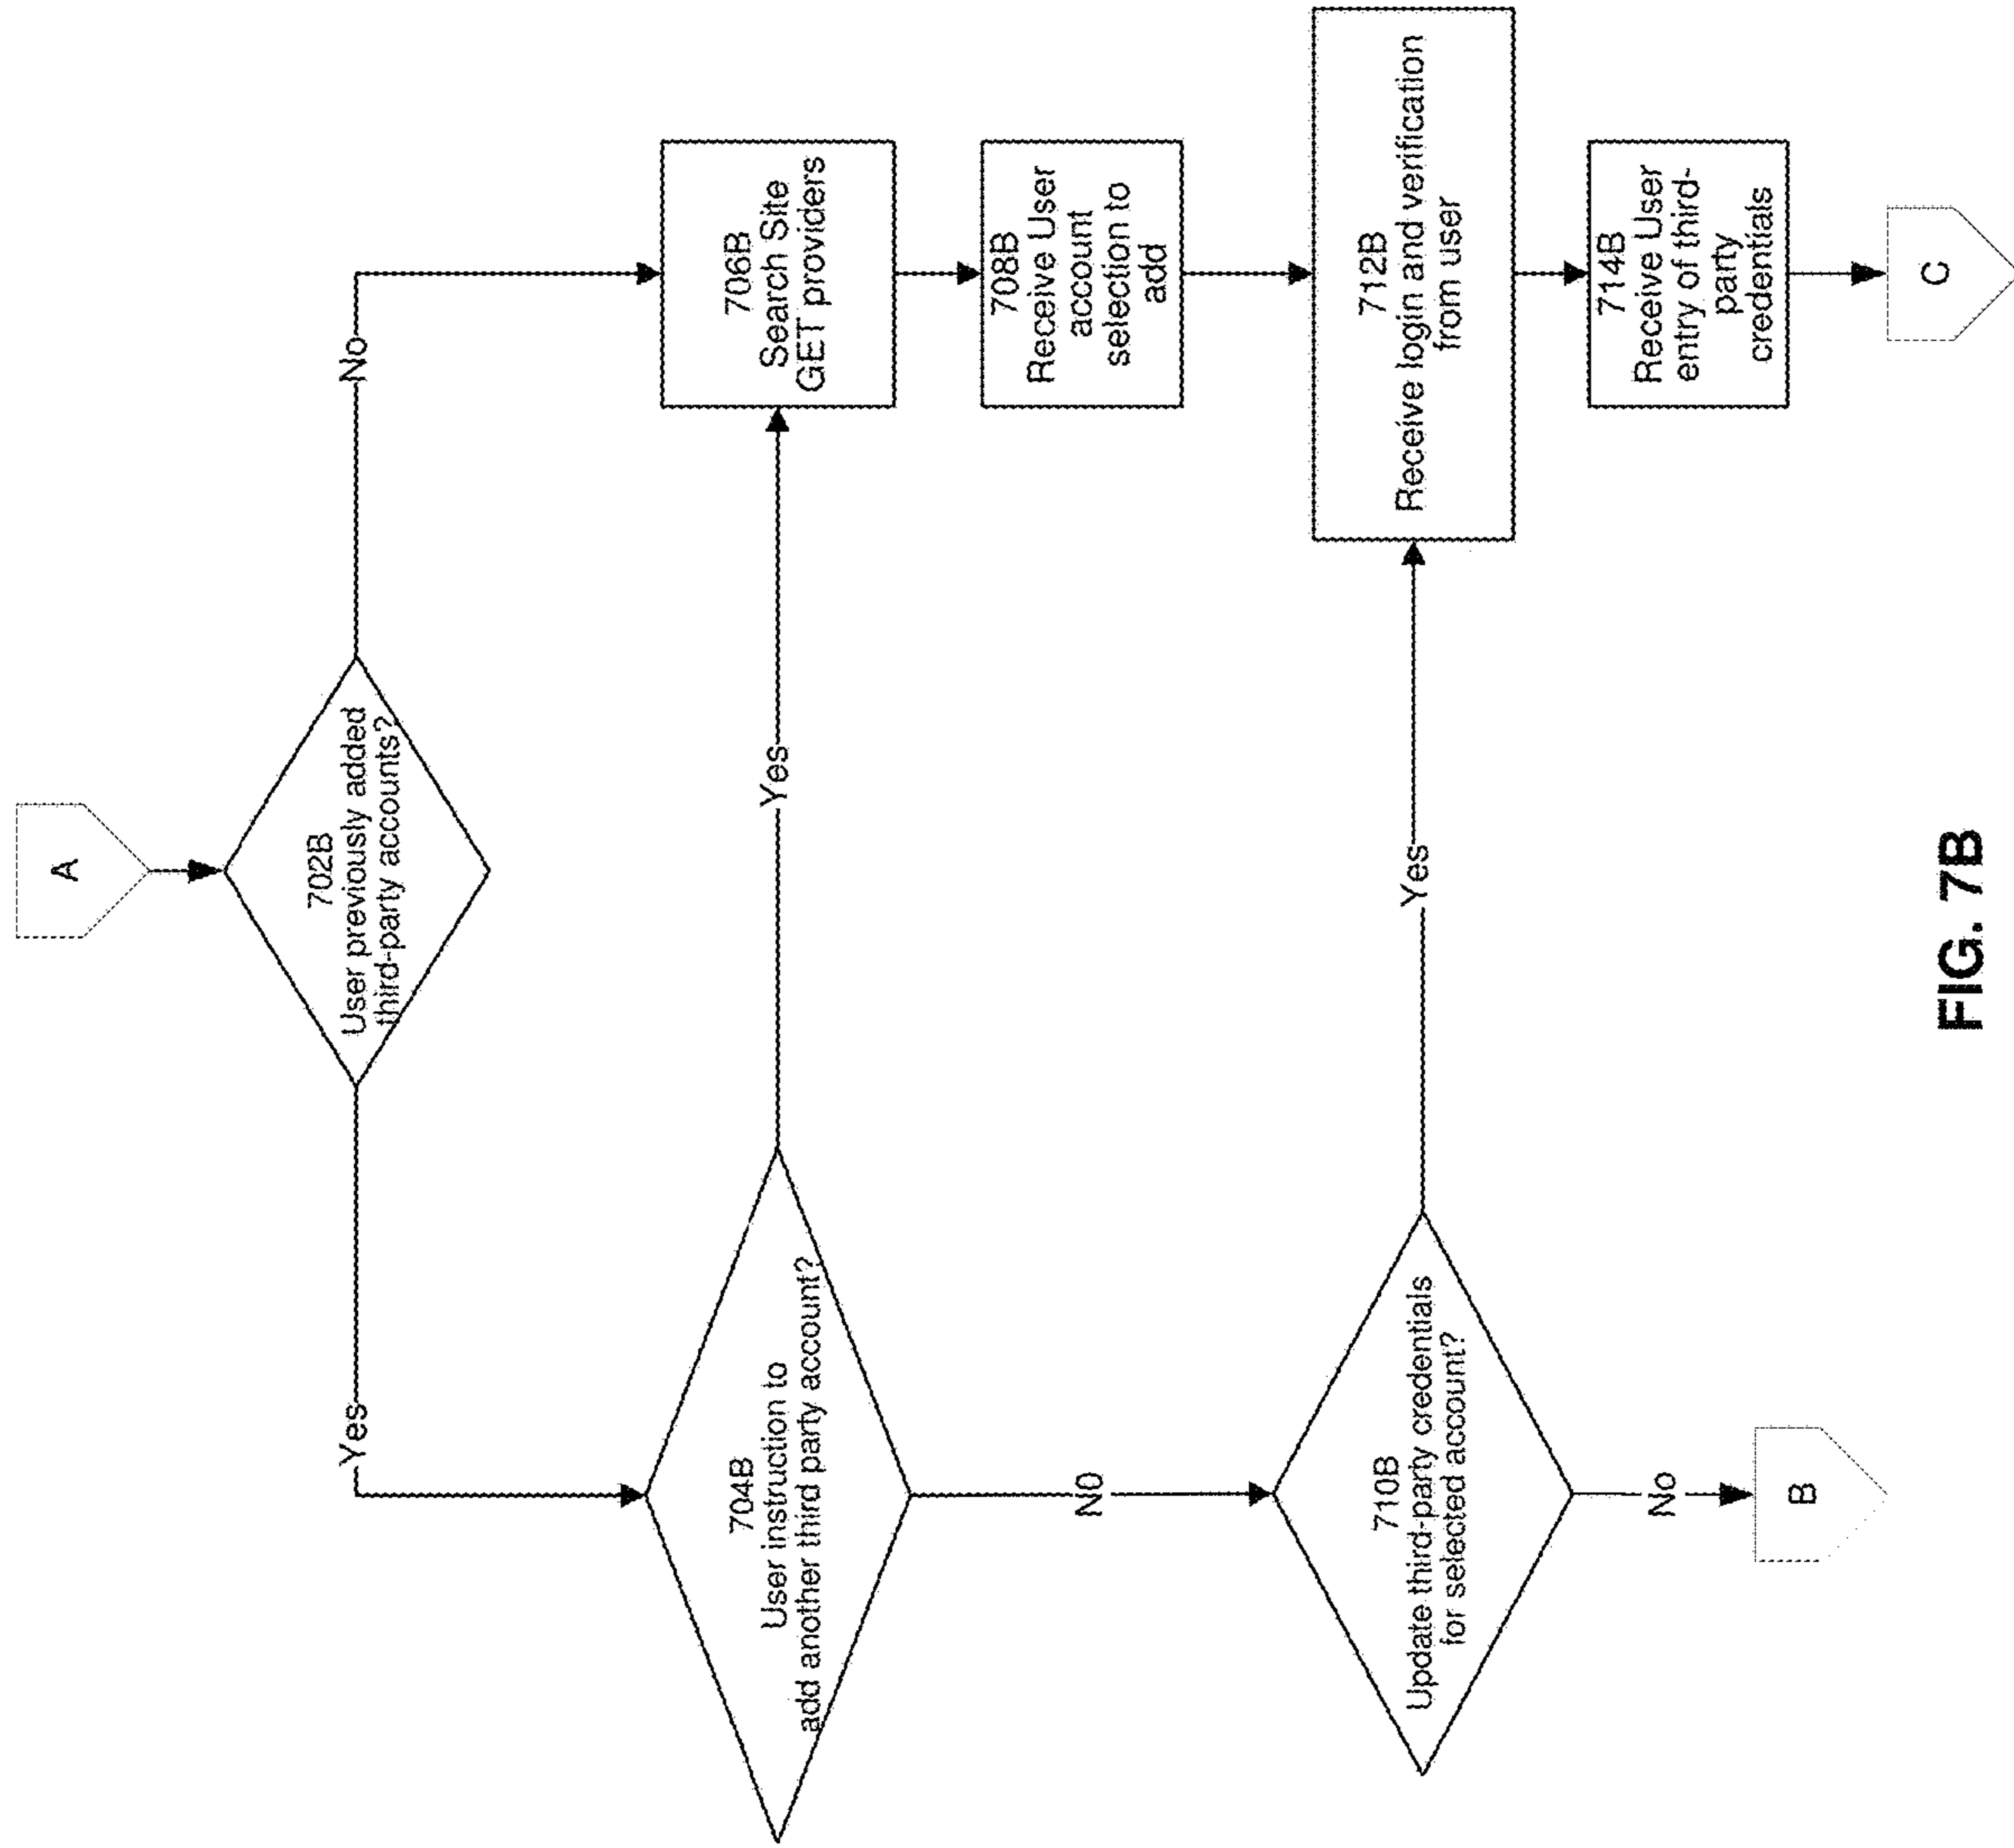 A
702B
User previously added
third-party accounts?
Yes
No
704B
User instruction to
add another third party account?
Yes
706B
Search Site
GET providers
708B
Receive User
account
selection to
add
N0
710B
Update third-party credentials
for selected account?
Yes
712B
Receive login and verification
from user
714B
Receive User
entry of third-
party
credentials
No
B
C
FIG. 7B